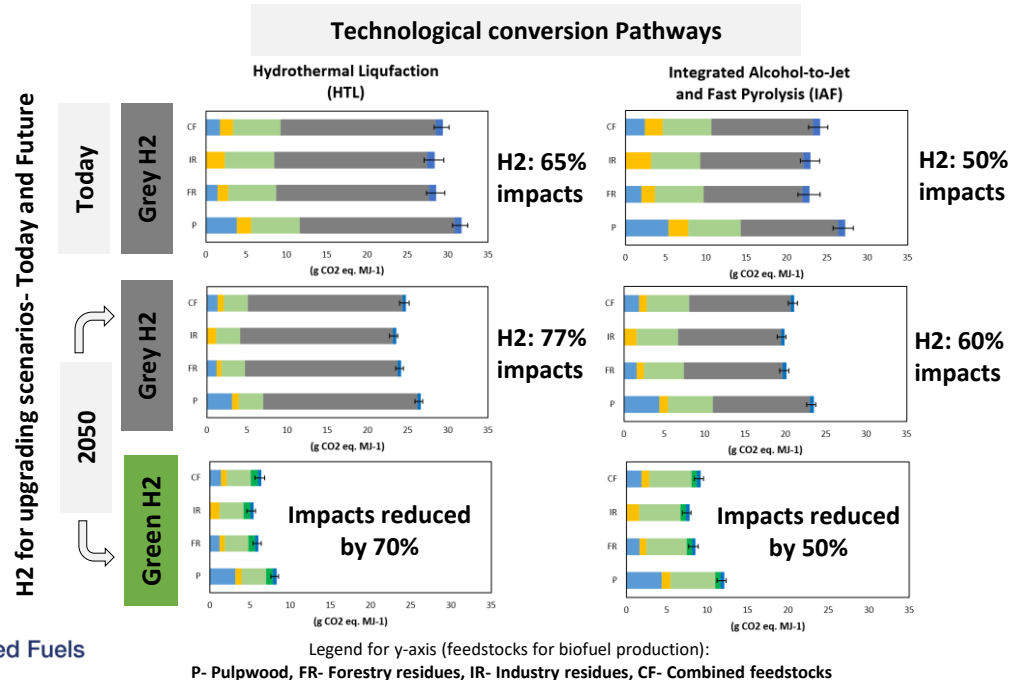 Technological conversion Pathways
H2 for upgrading scenarios- Today and Future
Today
Grey H2
Hydrothermal Liqufaction
(HTL)
CF
IR
FR
P
0 5 10 15 20 25 30 35
(g CO2 eq. MJ-1)
H2: 65%
impacts
Integrated Alcohol-to-Jet
and Fast Pyrolysis (IAF)
CF
IR
FR
P
0 5 10 15 20 25 30 35
(g CO2 eq. MJ-1)
H2: 50%
impacts
2050
Grey H2
CF
IR
FR
P
0 5 10 15 20 25 30 35
(g CO2 eq. MJ-1)
H2: 77%
impacts
CF
IR
FR
P
0 5 10 15 20 25 30 35
(g CO2 eq. MJ-1)
H2: 60%
impacts
Green H2
CF
IR
FR
P
Impacts reduced
by 70%
0 5 10 15 20 25 30 35
(g CO2 eq. MJ-1)
CF
IR
FR
P
Impacts reduced
by 50%
0 5 10 15 20 25 30 35
(g CO2 eq. MJ-1)
Fuels
Legend for y-axis (feedstocks for biofuel production):
P- Pulpwood, FR- Forestry residues, IR- Industry residues, CF- Combined feedstocks